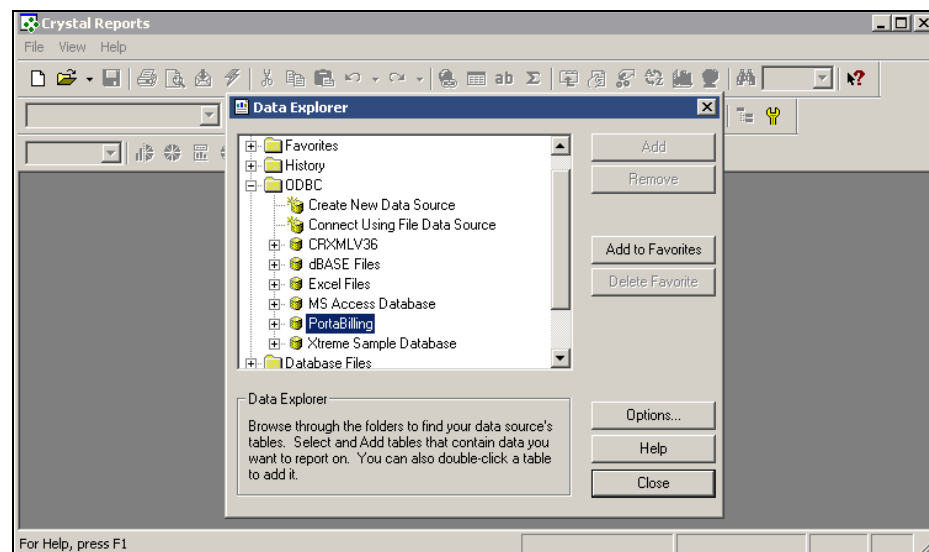 Crystal Reports
File View Help
ab Σ
Data Explorer
Favorites
History
ODBC
Create New Data Source
Connect Using File Data Source
CRXMLV36
dBASE Files
Excel Files
MS Access Database
PortaBilling
Xtreme Sample Database
Database Files
Add
Remove
Add to Favorites
Delete Favorite
Data Explorer
Browse through the folders to find your data source's
tables. Select and Add tables that contain data you
want to report on. You can also double-click a table
to add it.
Options...
Help
Close
For Help, press F1